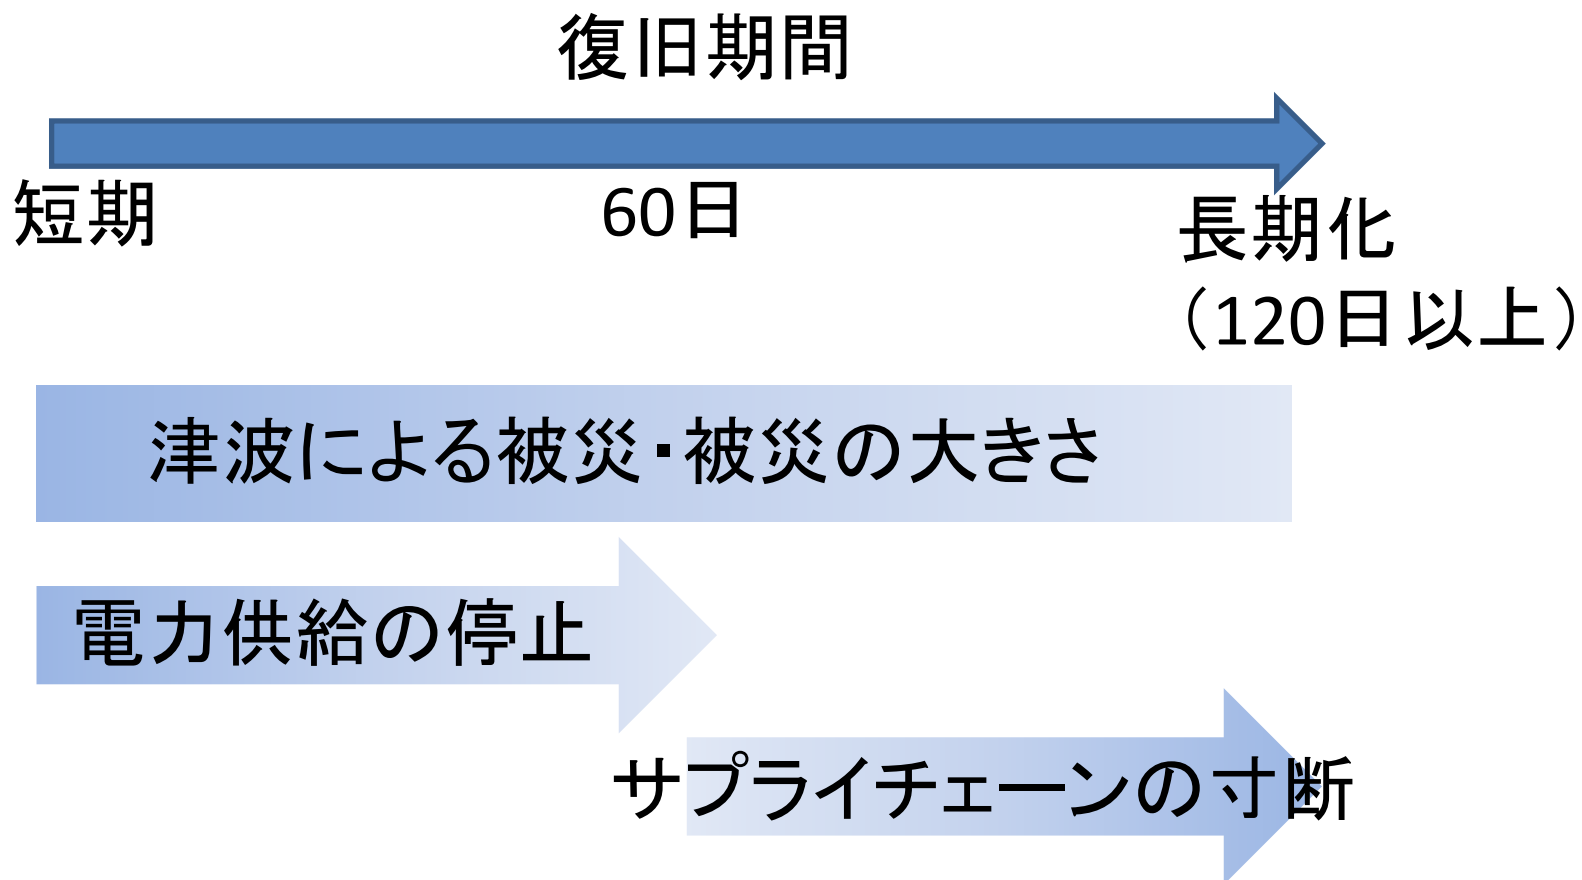 復旧期間
短期
60日
長期化
（120日以上）
津波による被災・被災の大きさ
電力供給の停止
サプライチェーンの寸断